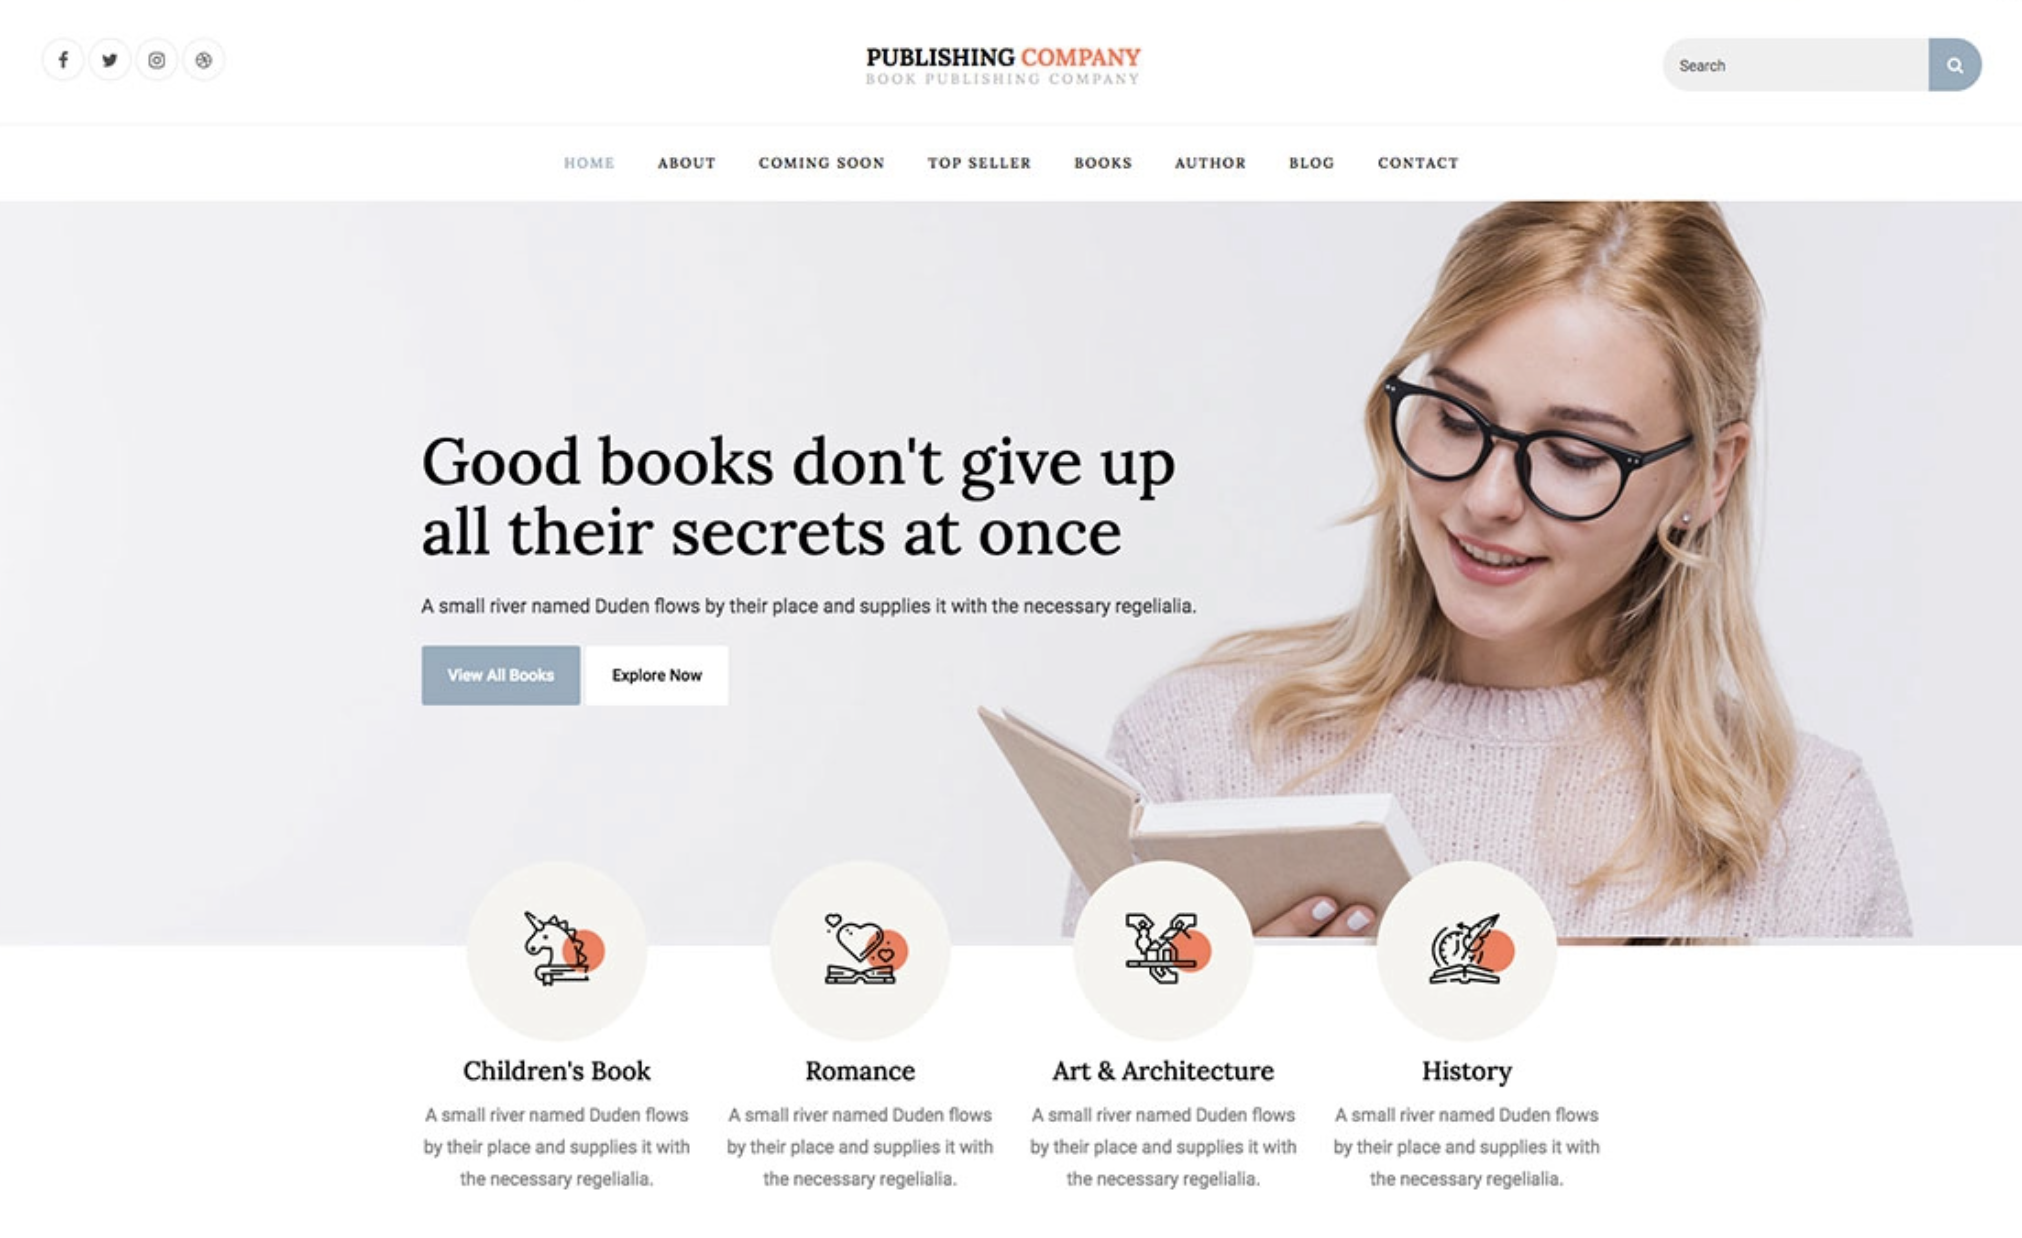 PUBLISHING COMPANY
BOOK PUBLISHING COMPANY
Search
HOME ABOUT COMING SOON TOP SELLER BOOKS AUTHOR BLOG CONTACT
Good books don't give up
all their secrets at once
A small river named Duden flows by their place and supplies it with the necessary regelialia.
View All Books Explore Now
Children's Book
A small river named Duden flows
by their place and supplies it with
the necessary regelialia.
Romance
A small river named Duden flows
by their place and supplies it with
the necessary regelialia.
Art & Architecture
A small river named Duden flows
by their place and supplies it with
the necessary regelialia.
History
A small river named Duden flows
by their place and supplies it with
the necessary regelialia.